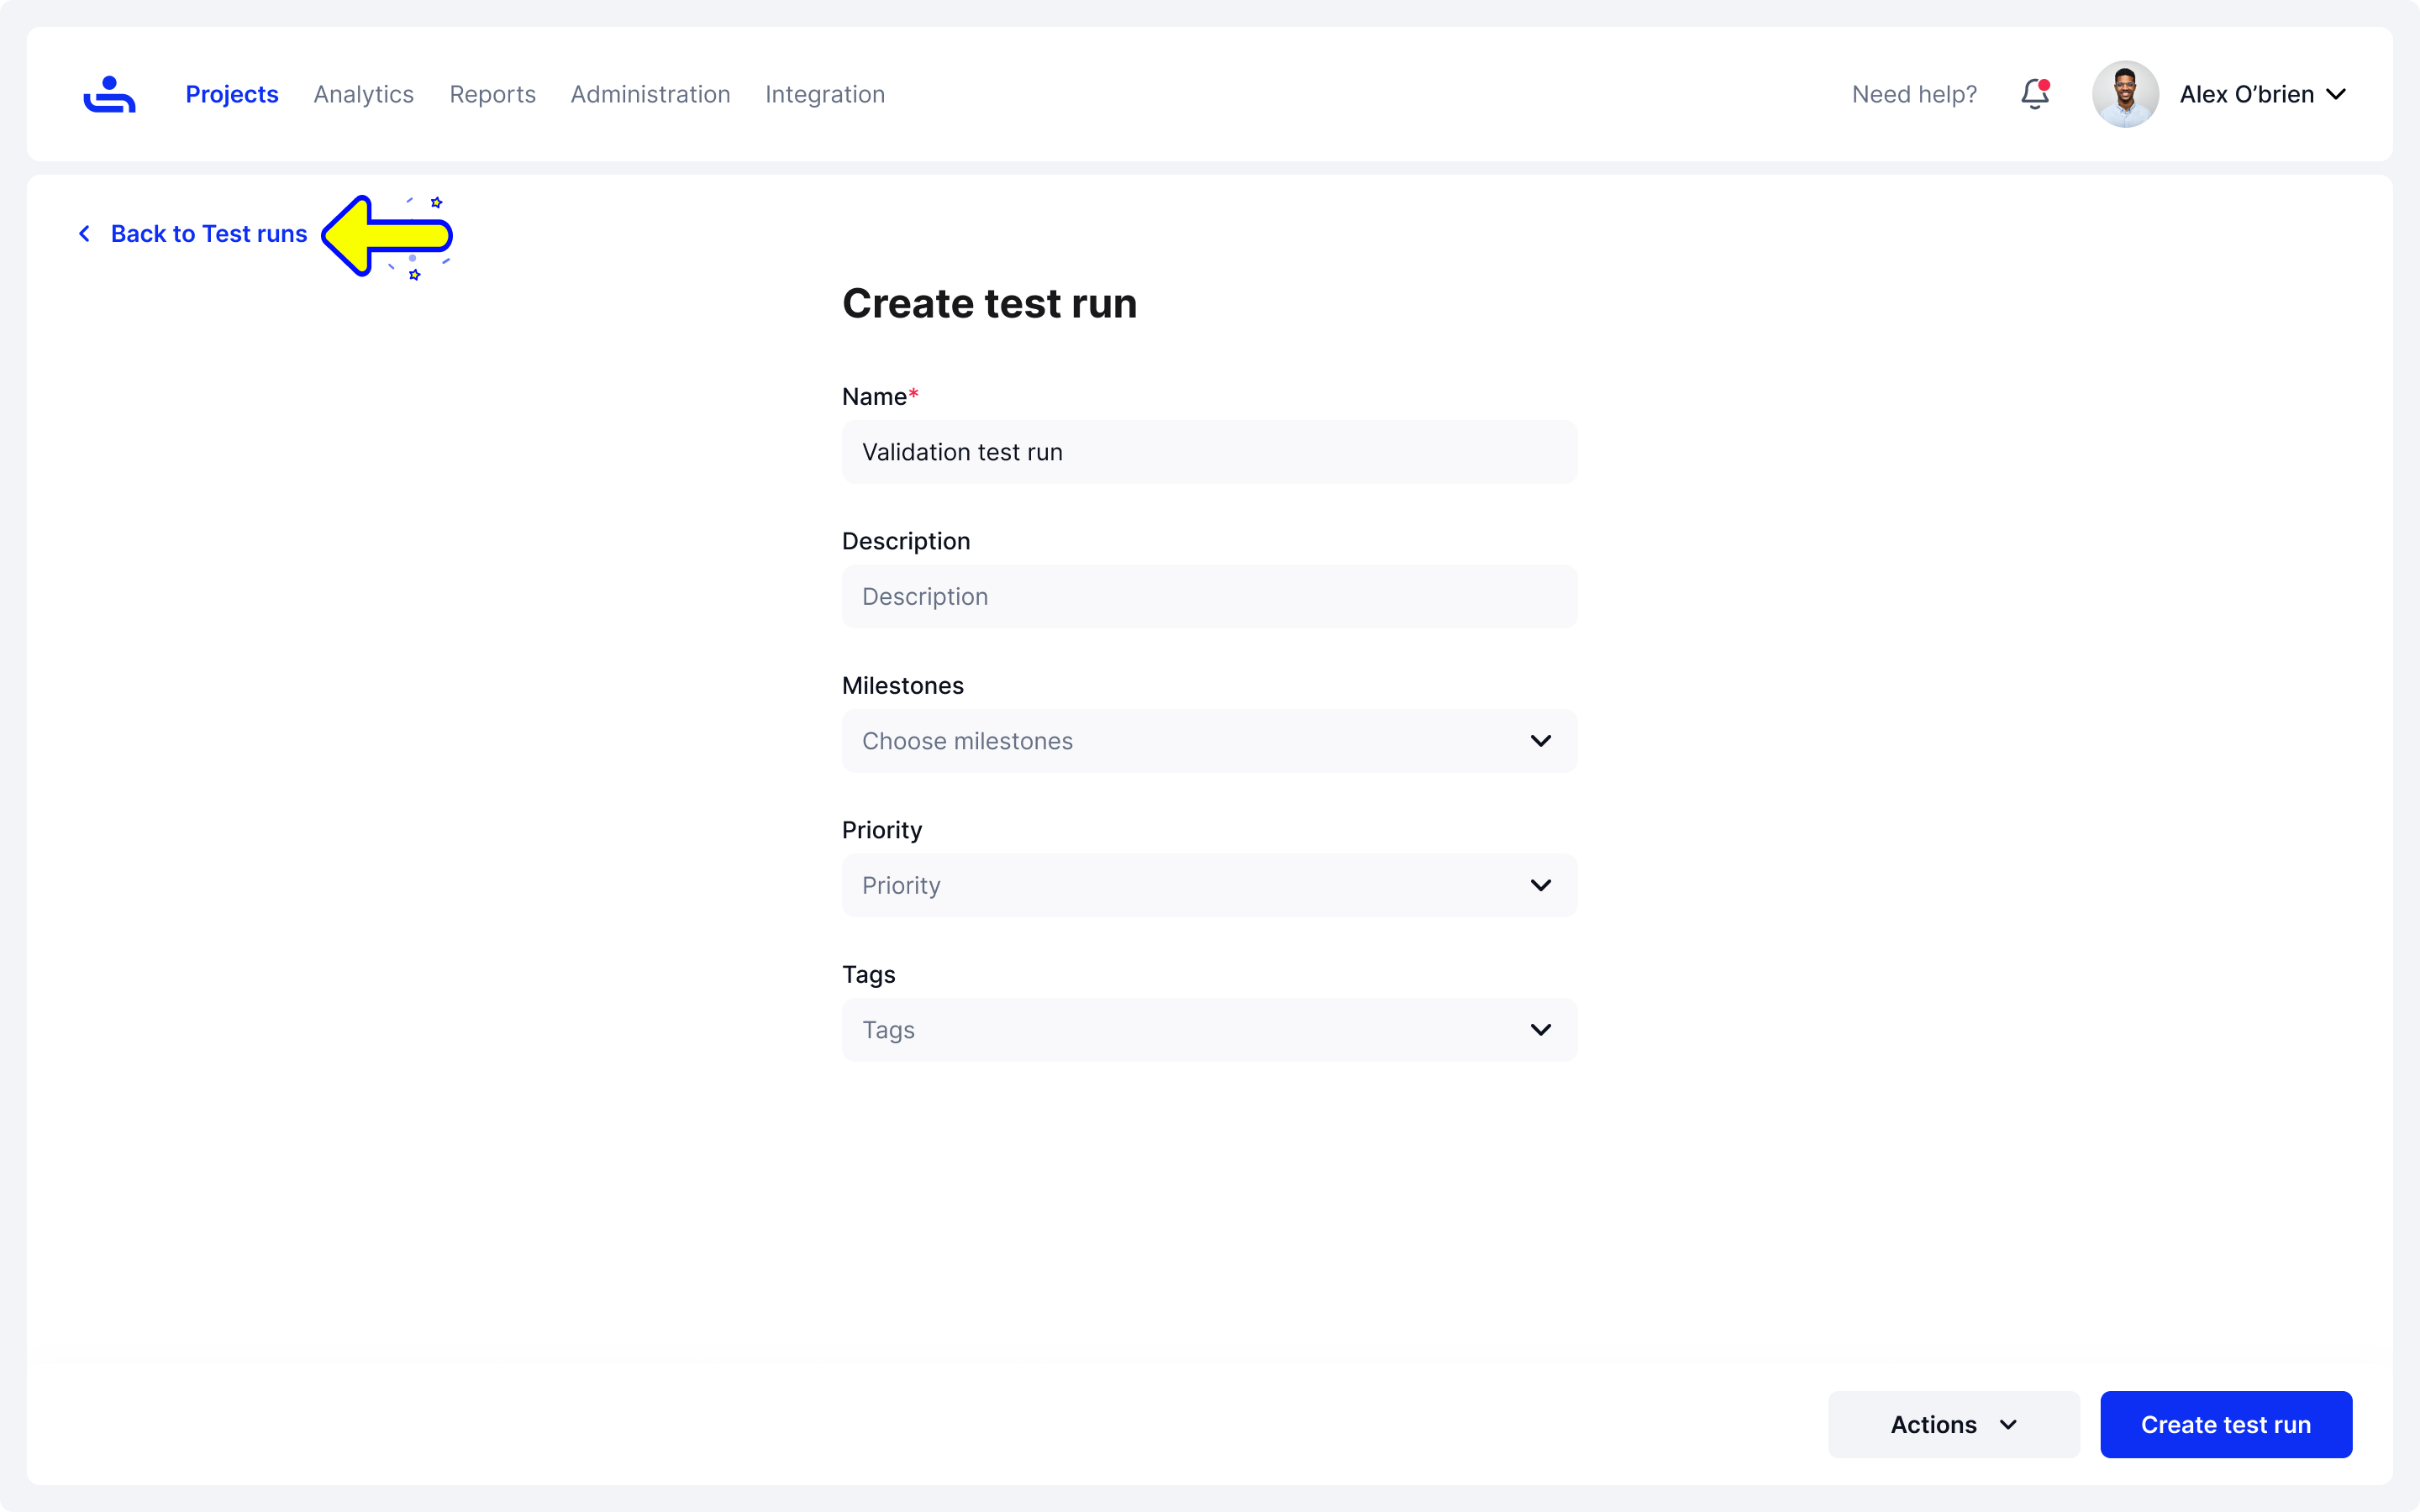 Projects Analytics Reports Administration Integration Need help? Alex O’brien
Back to Test runs
Create test run
Name*
Validation test run
Description
Description
Milestones
Choose milestones
Priority
Priority
Tags
Tags
Actions Create test run